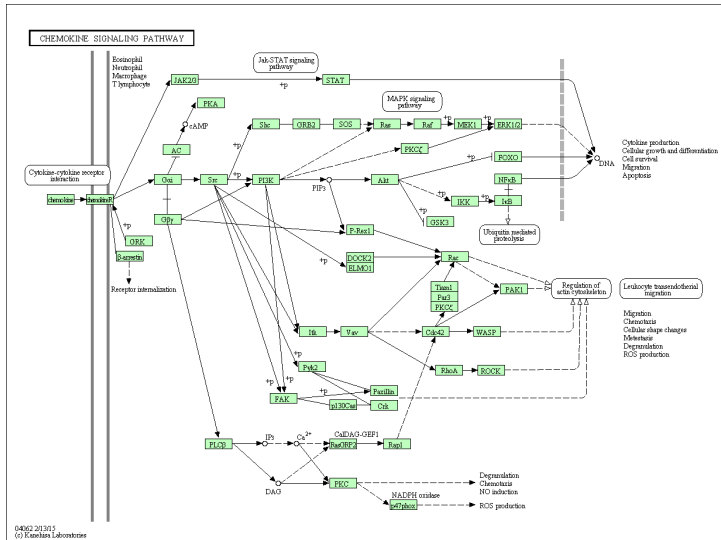 CHEMOKINE SIGNALING PATHWAY
Eosinophil
Neutrophil
Macrophage
T lymphocyte
Jak-STAT signaling
pathway
JAK2/3
+p
STAT
PKA
cAMP
AC
MAPK signaling
pathway
+p
Shc
GRB2
SOS
Ras
Raf
+p
MEK1
+p
ERK1/2
PKCζ
+p
FOXO
DNA
Cytokine production
Cellular growth and differentiation
Cell survival
Migration
Apoptosis
Cytokine-cytokine receptor
interaction
chemokine
chemokineR
Gαi
Src
+p
PI3K
PIP3
Akt
NFκB
+p
IKK
+p
IκB
GSK3
Ubiquitin mediated
proteolysis
Gβγ
+p
GRK
β-arrestin
Receptor internalization
P-Rex1
+p
DOCK2
ELMO1
Rac
Tiam1
Par3
PKCζ
PAK1
Regulation of
actin cytoskeleton
Leukocyte transendothelial
migration
Migration
Chemotaxis
Cellular shape changes
Metastasis
Degranulation
ROS production
Itk
Vav
Cdc42
WASP
RhoA
ROCK
+p
Pyk2
+p
+p
FAK
+p
Paxillin
p130Cas
Crk
PLCβ
IP3
Ca2+
CalDAG-GEF1
RasGRP2
Rap1
DAG
PKC
Degranulation
Chemotaxis
NO induction
NADPH oxidase
p47phox
ROS production
04062 2/13/15
(c) Kanehisa Laboratories